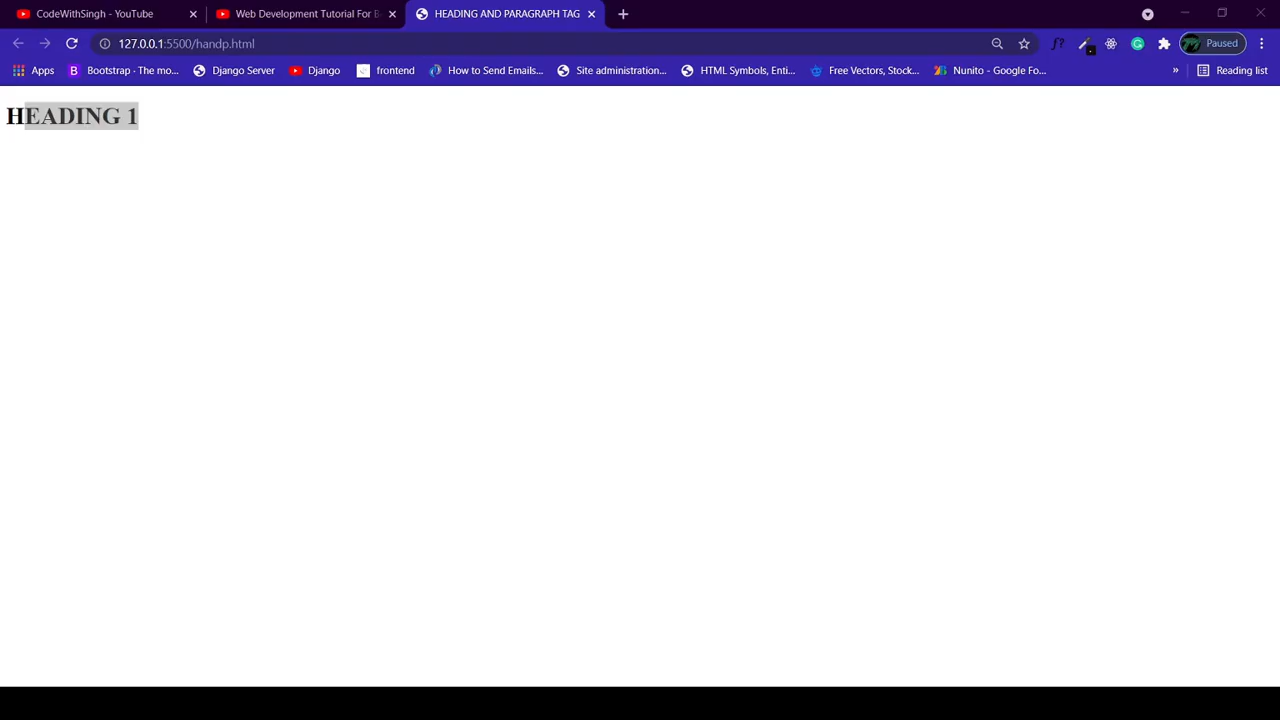 CodeWithSingh - YouTube
Web Development Tutorial For B
HEADING AND PARAGRAPH TAG
127.0.0.1:5500/handp.html
Paused
Apps
Bootstrap · The mo...
Django Server
Django
frontend
How to Send Emails...
Site administration...
HTML Symbols, Enti...
Free Vectors, Stock...
Nunito - Google Fo...
»
Reading list
HEADING 1